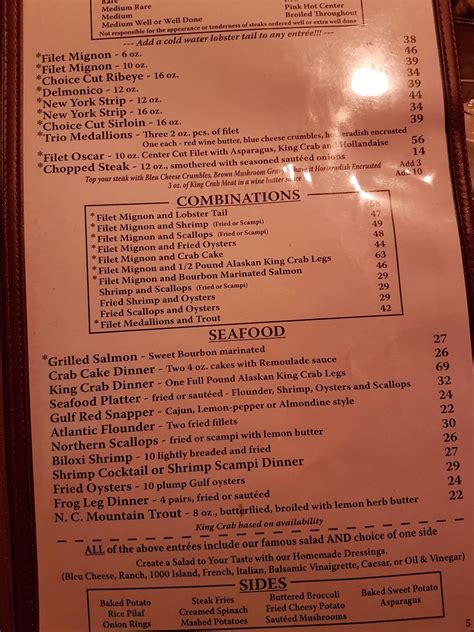 Rare
Medium Rare
Medium
Medium Well or Well Done
Pink Hot Center
Broiled Throughout
Not responsible for the appearance or tenderness of steaks ordered well or extra well done
--- Add a cold water lobster tail to any entrée!!! ---
*Filet Mignon - 6 oz. 38
*Filet Mignon - 10 oz. 46
*Choice Cut Ribeye - 16 oz. 39
*Delmonico - 12 oz. 34
*New York Strip - 12 oz. 39
*New York Strip - 16 oz. 44
*Choice Cut Sirloin - 16 oz. 34
*Trio Medallions - Three 2 oz. pcs. of filet 39
One each - red wine butter, bleu cheese crumbles, horseradish encrusted
*Filet Oscar - 10 oz. Center Cut Filet with Asparagus, King Crab and Hollandaise 56
*Chopped Steak - 12 oz., smothered with seasoned sautéed onions 14
Top your steak with Bleu Cheese Crumbles, Brown Mushroom Gravy have it Horseradish Encrusted Add 3
3 oz. of King Crab Meat in a wine butter sauce Add 10
COMBINATIONS
*Filet Mignon and Lobster Tail 58
*Filet Mignon and Shrimp (Fried or Scampi) 47
*Filet Mignon and Scallops (Fried or Scampi) 49
*Filet Mignon and Fried Oysters 48
*Filet Mignon and Crab Cake 44
*Filet Mignon and 1/2 Pound Alaskan King Crab Legs 63
*Filet Mignon and Bourbon Marinated Salmon 46
Shrimp and Scallops (Fried or Scampi) 29
Fried Shrimp and Oysters 29
Fried Scallops and Oysters 29
*Filet Medallions and Trout 42
SEAFOOD
*Grilled Salmon - Sweet Bourbon marinated 27
Crab Cake Dinner - Two 4 oz. cakes with Remoulade sauce 26
King Crab Dinner - One Full Pound Alaskan King Crab Legs 69
Seafood Platter - fried or sautéed - Flounder, Shrimp, Oysters and Scallops 32
Gulf Red Snapper - Cajun, Lemon-pepper or Almondine style 24
Atlantic Flounder - Two fried fillets 22
Northern Scallops - fried or scampi with lemon butter 30
Biloxi Shrimp - 10 lightly breaded and fried 26
Shrimp Cocktail or Shrimp Scampi Dinner 29
Fried Oysters - 10 plump Gulf oysters 29
Frog Leg Dinner - 4 pairs, fried or sautéed 24
N. C. Mountain Trout - 8 oz., butterflied, broiled with lemon herb butter 22
King Crab based on availability
ALL of the above entrées include our famous salad AND choice of one side
Create a Salad to Your Taste with our Homemade Dressings.
(Bleu Cheese, Ranch, 1000 Island, French, Italian, Balsamic Vinaigrette, Caesar, or Oil & Vinegar)
SIDES
Baked Potato
Rice Pilaf
Onion Rings
Steak Fries
Creamed Spinach
Mashed Potatoes
Buttered Broccoli
Fried Cheesy Potato
Sautéed Mushrooms
Baked Sweet Potato
Asparagus
5